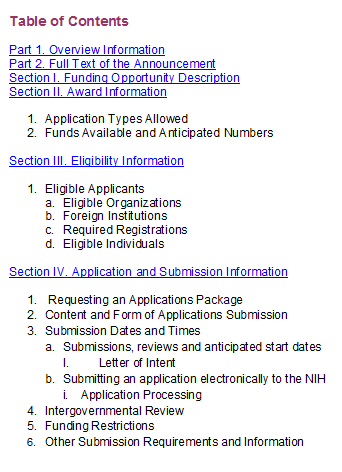 Table of Contents
Part 1. Overview Information
Part 2. Full Text of the Announcement
Section I. Funding Opportunity Description
Section II. Award Information
1. Application Types Allowed
2. Funds Available and Anticipated Numbers
Section III. Eligibility Information
1. Eligible Applicants
a. Eligible Organizations
b. Foreign Institutions
c. Required Registrations
d. Eligible Individuals
Section IV. Application and Submission Information
1. Requesting an Applications Package
2. Content and Form of Applications Submission
3. Submission Dates and Times
a. Submissions, reviews and anticipated start dates
I. Letter of Intent
b. Submitting an application electronically to the NIH
i. Application Processing
4. Intergovernmental Review
5. Funding Restrictions
6. Other Submission Requirements and Information